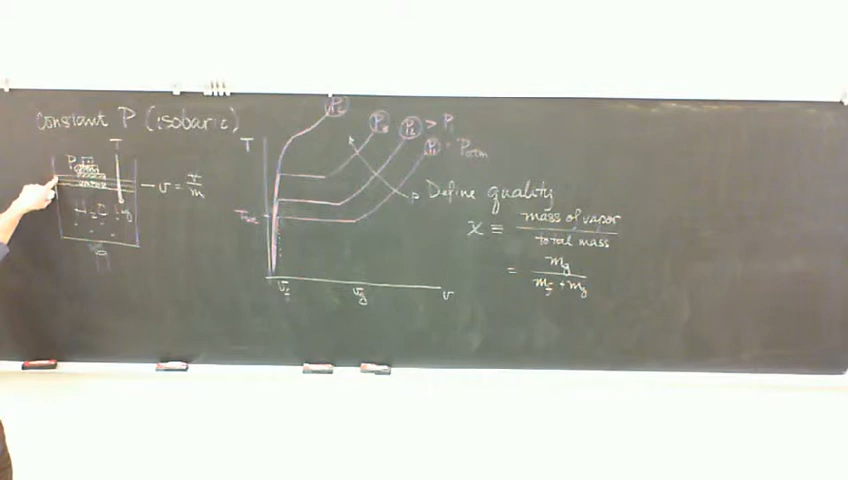 Constant P (isobaric)
T
v = V/m
H₂O liq
T
P₂ > P₁
P₁ = Patm
Define quality
x ≡ mass of vapor / total mass
= mg / (mf + mg)
vf
vg
v